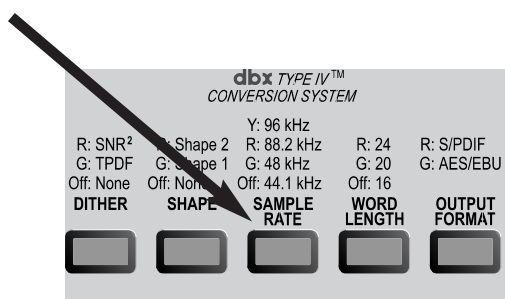 dbx TYPE IV™
CONVERSION SYSTEM
Y: 96 kHz
R: SNR² R: Shape 2 R: 88.2 kHz R: 24 R: S/PDIF
G: TPDF G: Shape 1 G: 48 kHz G: 20 G: AES/EBU
Off: None Off: None Off: 44.1 kHz Off: 16
DITHER SHAPE SAMPLE RATE WORD LENGTH OUTPUT FORMAT